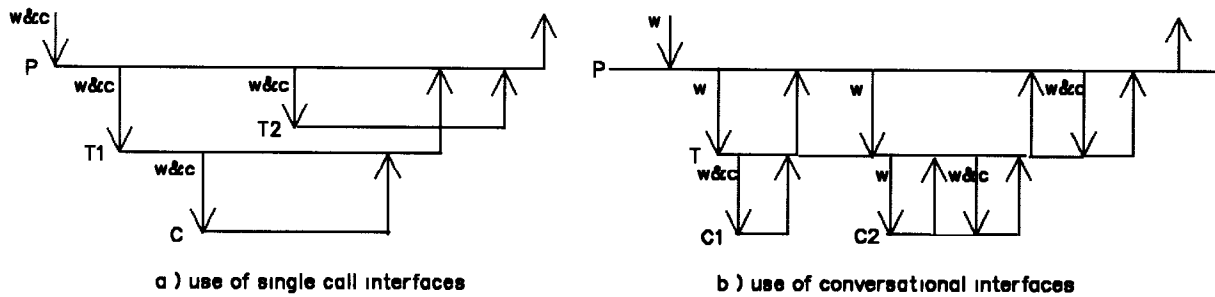 w&c
P
w&c
w&c
T2
T1
w&c
C
a ) use of single call interfaces
w
P
w
w
w&c
T
w&c
w
w&c
C1
C2
b ) use of conversational interfaces